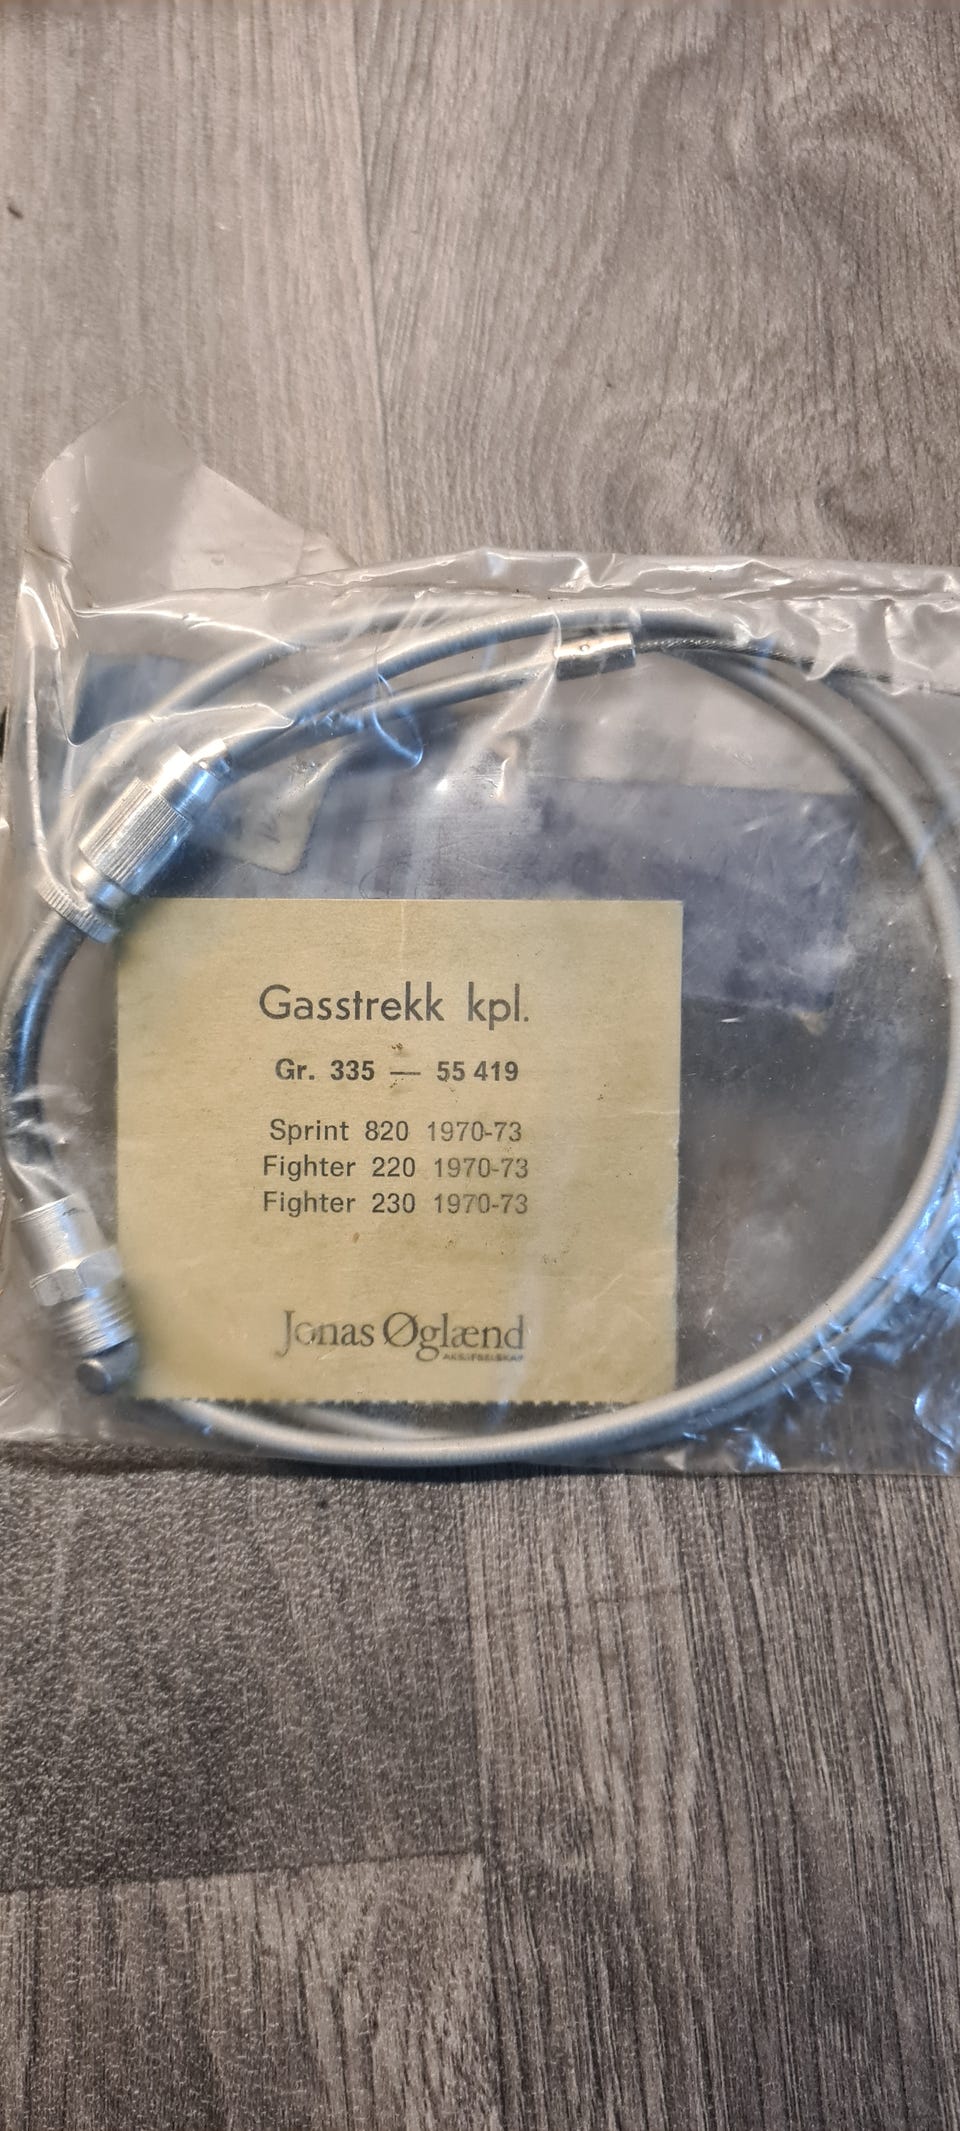 Gasstrekk kpl.
Gr. 335 — 55 419
Sprint 820 1970-73
Fighter 220 1970-73
Fighter 230 1970-73
Jonas Øglænd
AKSJESELSKAP